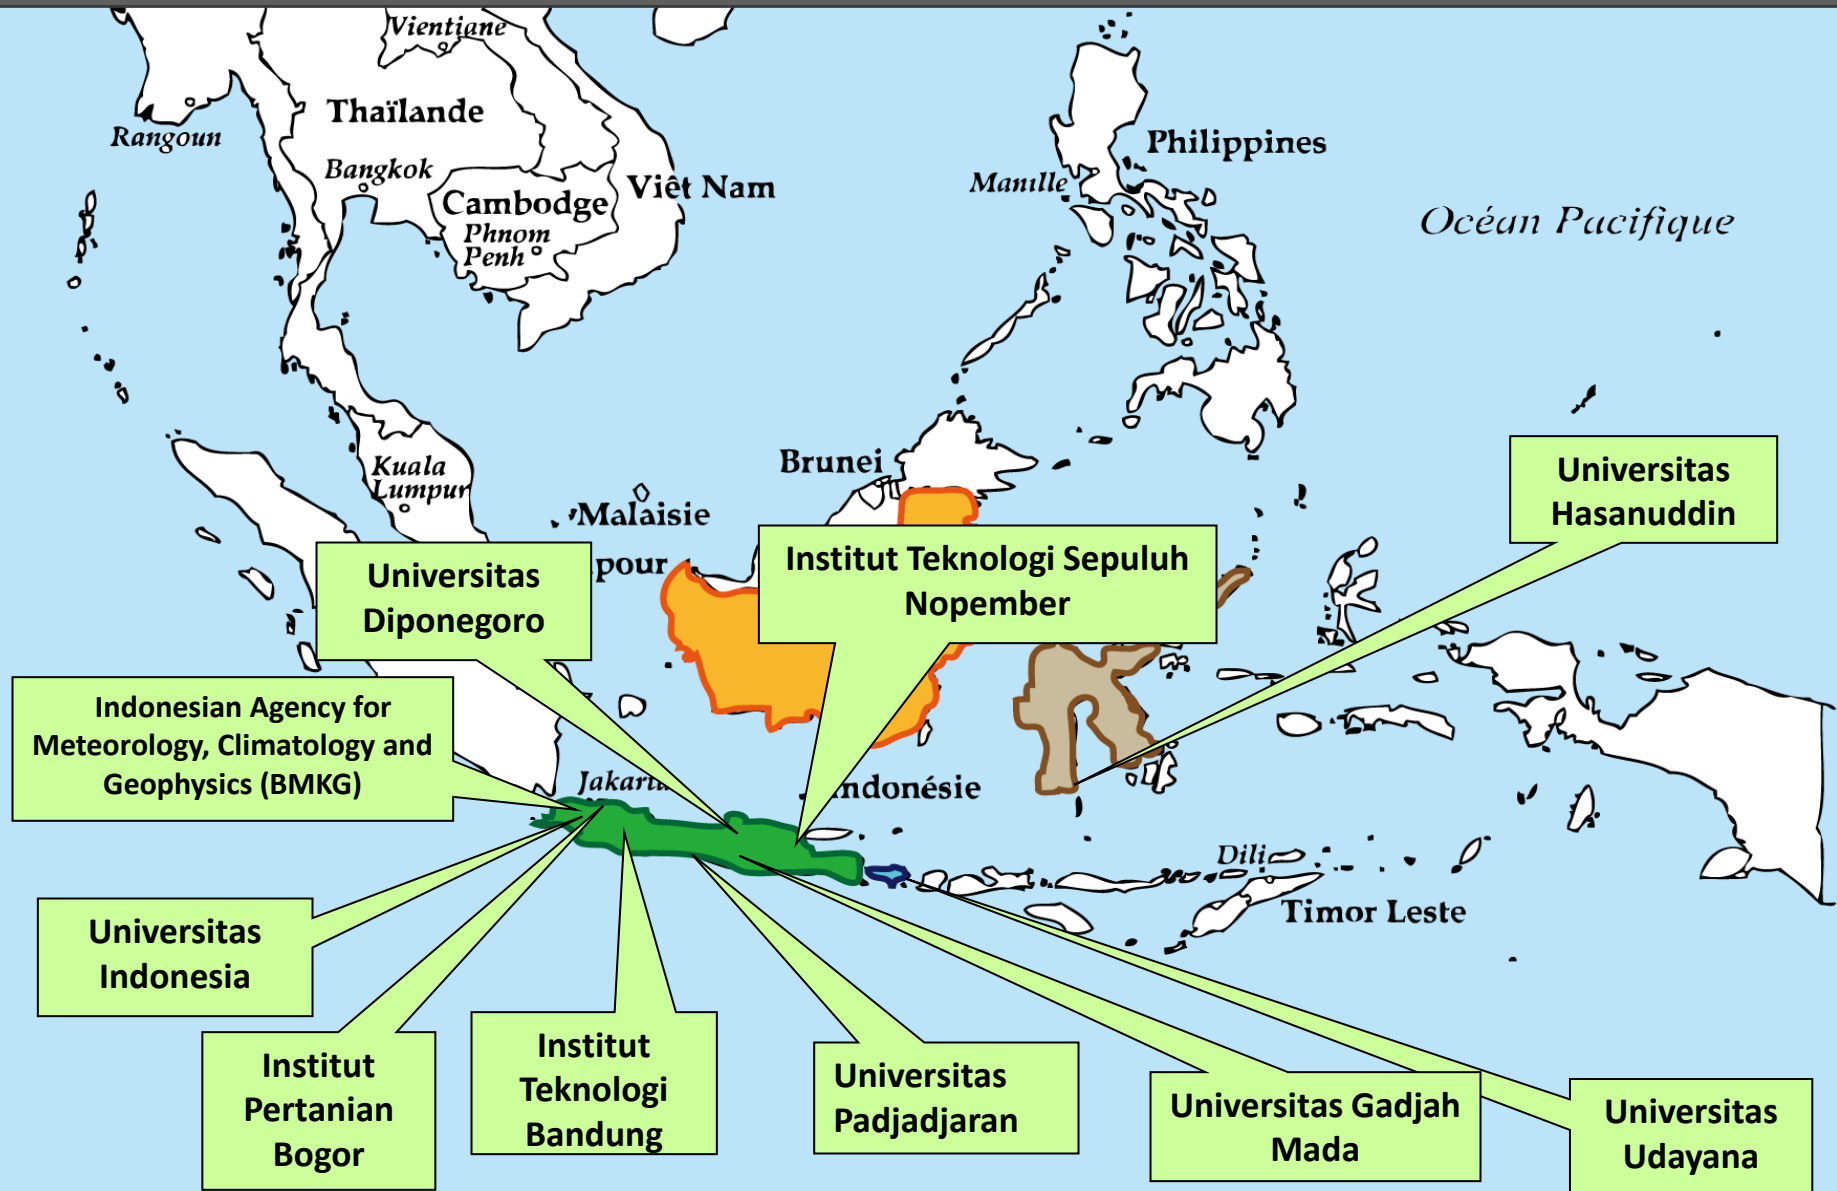 Vientiane
Thaïlande
Rangoun
Bangkok
Viêt Nam
Cambodge
Phnom
Penh
Philippines
Manille
Océan Pacifique
Kuala
Lumpur
Brunei
Malaisie
pour
Universitas
Hasanuddin
Institut Teknologi Sepuluh
Nopember
Universitas
Diponegoro
Indonesian Agency for
Meteorology, Climatology and
Geophysics (BMKG)
Jakarta
Indonésie
Dili
Timor Leste
Universitas
Indonesia
Institut
Pertanian
Bogor
Institut
Teknologi
Bandung
Universitas
Padjadjaran
Universitas Gadjah
Mada
Universitas
Udayana